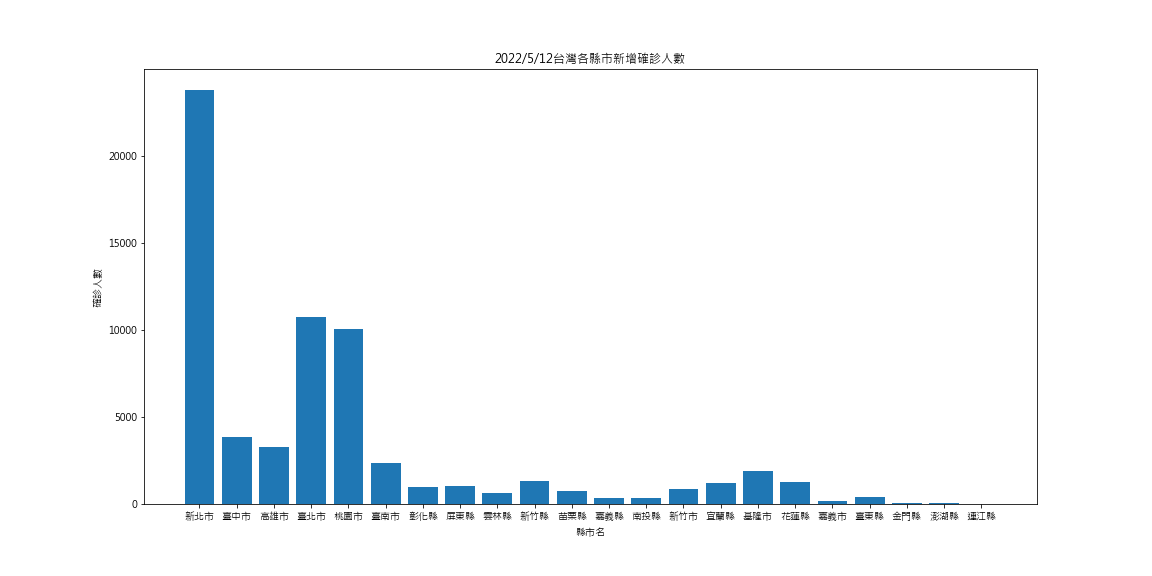 2022/5/12台灣各縣市新增確診人數
確診人數
20000
15000
10000
5000
0
新北市 臺中市 高雄市 臺北市 桃園市 臺南市 彰化縣 屏東縣 雲林縣 新竹縣 苗栗縣 嘉義縣 南投縣 新竹市 宜蘭縣 基隆市 花蓮縣 嘉義市 臺東縣 金門縣 澎湖縣 連江縣
縣市名